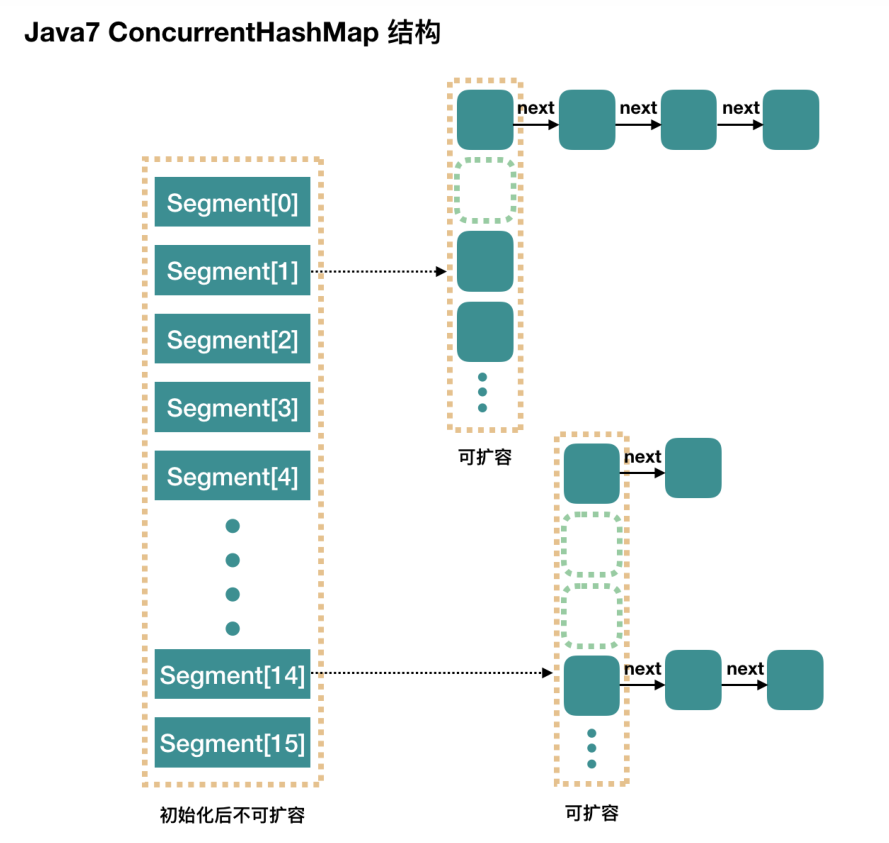 Java7 ConcurrentHashMap 结构
next
next
next
Segment[0]
Segment[1]
Segment[2]
Segment[3]
Segment[4]
可扩容
next
Segment[14]
next
next
Segment[15]
初始化后不可扩容
可扩容